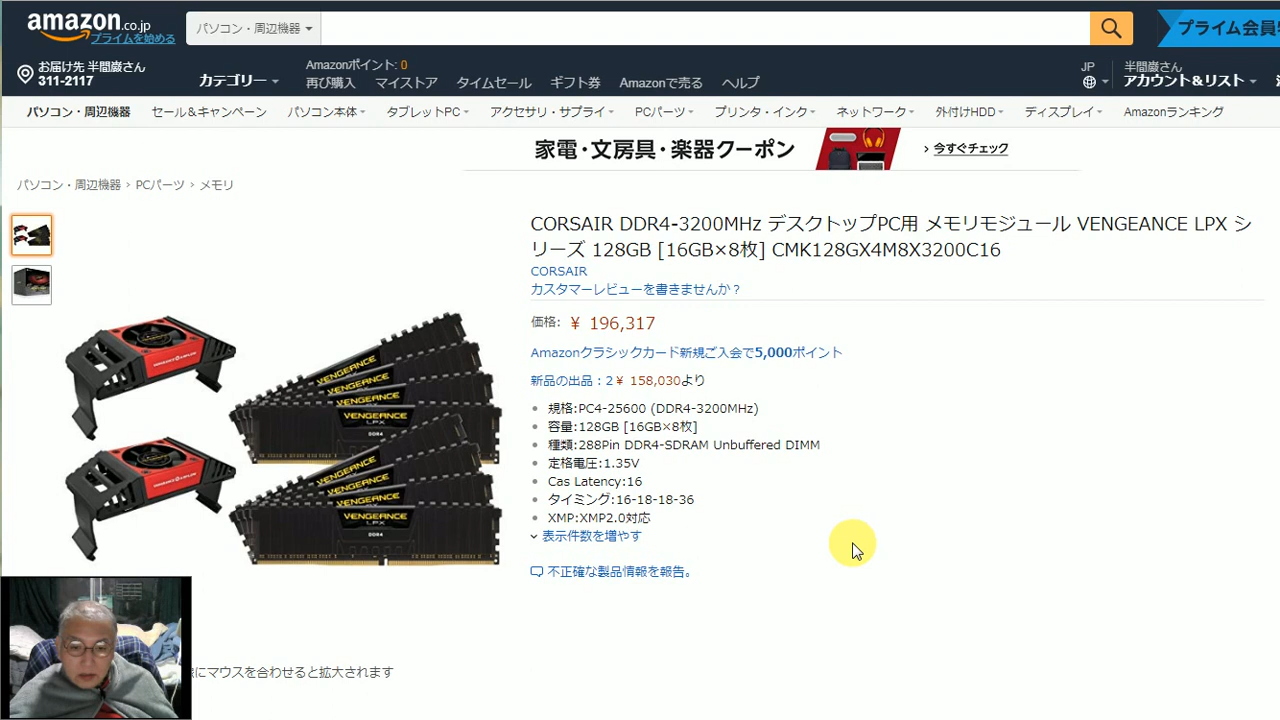 amazon.co.jp
プライムを始める
パソコン・周辺機器
プライム会員
お届け先 半間巌さん
311-2117
カテゴリー
Amazonポイント: 0
再び購入 マイストア タイムセール ギフト券 Amazonで売る ヘルプ
JP
半間巌さん
アカウント&リスト
パソコン・周辺機器 セール&キャンペーン パソコン本体 タブレットPC アクセサリ・サプライ PCパーツ プリンタ・インク ネットワーク 外付けHDD ディスプレイ Amazonランキング
家電・文房具・楽器クーポン › 今すぐチェック
パソコン・周辺機器 › PCパーツ › メモリ
CORSAIR DDR4-3200MHz デスクトップPC用 メモリモジュール VENGEANCE LPX シ
リーズ 128GB [16GB×8枚] CMK128GX4M8X3200C16
CORSAIR
カスタマーレビューを書きませんか？
価格: ￥ 196,317
Amazonクラシックカード新規ご入会で5,000ポイント
新品の出品：2￥ 158,030より
規格:PC4-25600 (DDR4-3200MHz)
容量:128GB [16GB×8枚]
種類:288Pin DDR4-SDRAM Unbuffered DIMM
定格電圧:1.35V
Cas Latency:16
タイミング:16-18-18-36
XMP:XMP2.0対応
表示件数を増やす
不正確な製品情報を報告。
VENGEANCE
VENGEANCE
VENGEANCE
VENGEANCE
LPX
DDR4
VENGEANCE
VENGEANCE
VENGEANCE
VENGEANCE
LPX
DDR4
にマウスを合わせると拡大されます